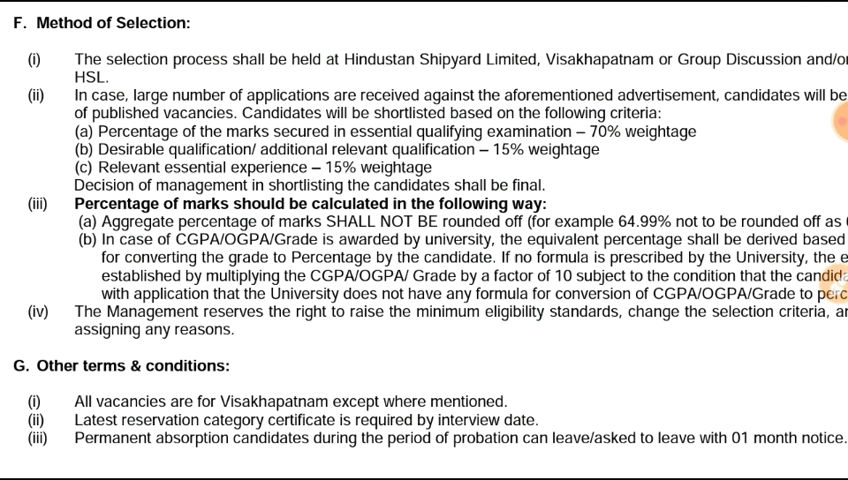 F. Method of Selection:
(i) The selection process shall be held at Hindustan Shipyard Limited, Visakhapatnam or Group Discussion and/or
HSL.
(ii) In case, large number of applications are received against the aforementioned advertisement, candidates will be
of published vacancies. Candidates will be shortlisted based on the following criteria:
(a) Percentage of the marks secured in essential qualifying examination – 70% weightage
(b) Desirable qualification/ additional relevant qualification – 15% weightage
(c) Relevant essential experience – 15% weightage
Decision of management in shortlisting the candidates shall be final.
(iii) Percentage of marks should be calculated in the following way:
(a) Aggregate percentage of marks SHALL NOT BE rounded off (for example 64.99% not to be rounded off as
(b) In case of CGPA/OGPA/Grade is awarded by university, the equivalent percentage shall be derived based
for converting the grade to Percentage by the candidate. If no formula is prescribed by the University, the
established by multiplying the CGPA/OGPA/ Grade by a factor of 10 subject to the condition that the
with application that the University does not have any formula for conversion of CGPA/OGPA/Grade to
(iv) The Management reserves the right to raise the minimum eligibility standards, change the selection criteria,
assigning any reasons.
G. Other terms & conditions:
(i) All vacancies are for Visakhapatnam except where mentioned.
(ii) Latest reservation category certificate is required by interview date.
(iii) Permanent absorption candidates during the period of probation can leave/asked to leave with 01 month notice.